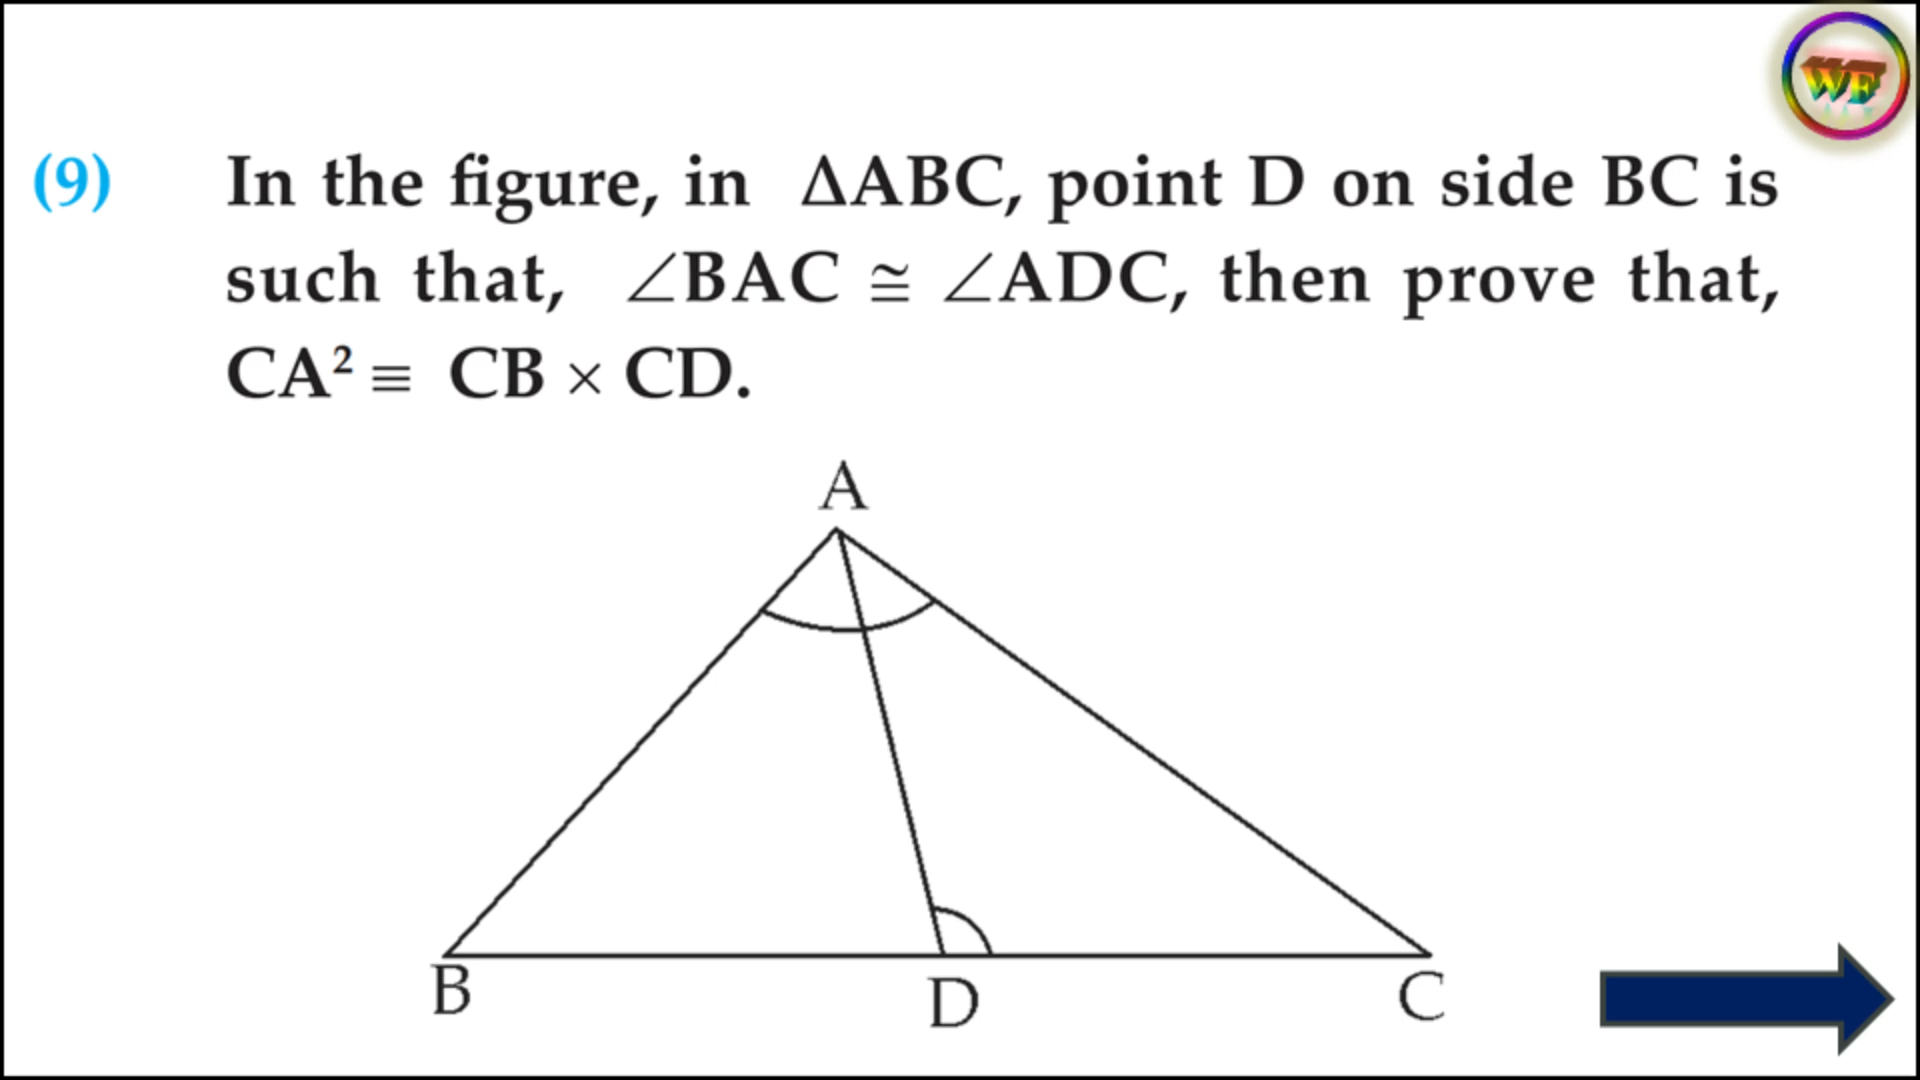 WE
(9) In the figure, in ΔABC, point D on side BC is
such that, ∠BAC ≅ ∠ADC, then prove that,
CA² ≡ CB × CD.
A
B
D
C